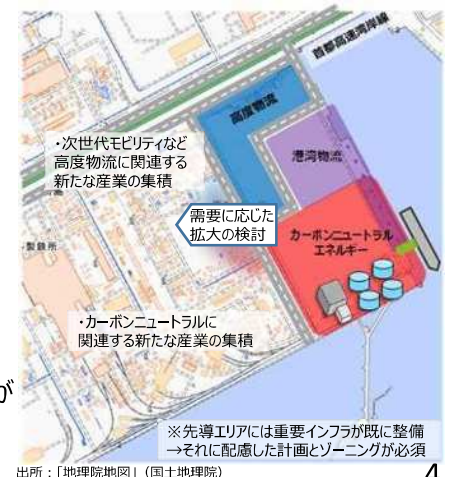 首都高速湾岸線
高度物流
・次世代モビリティなど
高度物流に関連する
新たな産業の集積
港湾物流
需要に応じた
拡大の検討
カーボンニュートラル
エネルギー
製鎖所
・カーボンニュートラルに
関連する新たな産業の集積
が
※先導エリアには重要インフラが既に整備
→それに配慮した計画とゾーニングが必須
出所：「地理院地図」（国土地理院）
4